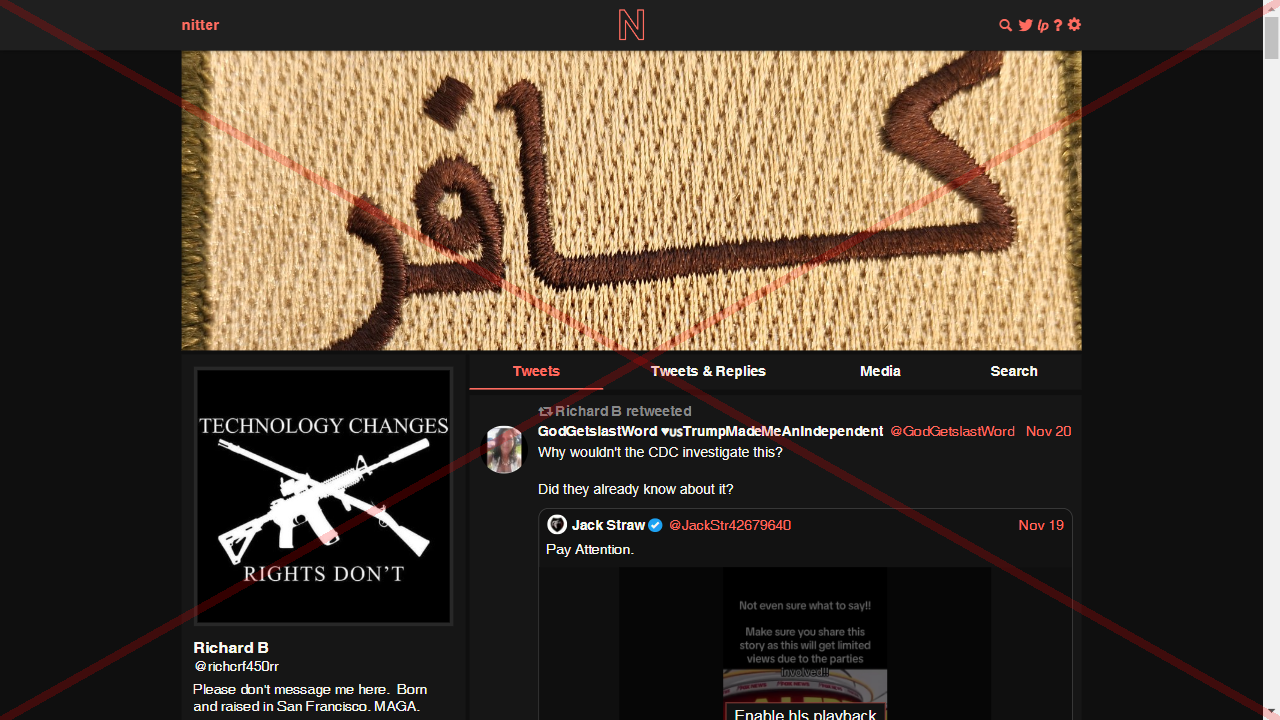 nitter
N
lp ?
كافر
Tweets
Tweets & Replies
Media
Search
TECHNOLOGY CHANGES
RIGHTS DON'T
Richard B
@richcrf450rr
Please don't message me here. Born
and raised in San Francisco. MAGA.
Richard B retweeted
GodGetslastWord ▼USTrumpMadeMeAnIndependent @GodGetslastWord Nov 20
Why wouldn't the CDC investigate this?
Did they already know about it?
Jack Straw @JackStr42679640 Nov 19
Pay Attention.
Not even sure what to say!!
Make sure you share this
story as this will get limited
views due to the parties
involved!!
Enable hls playback